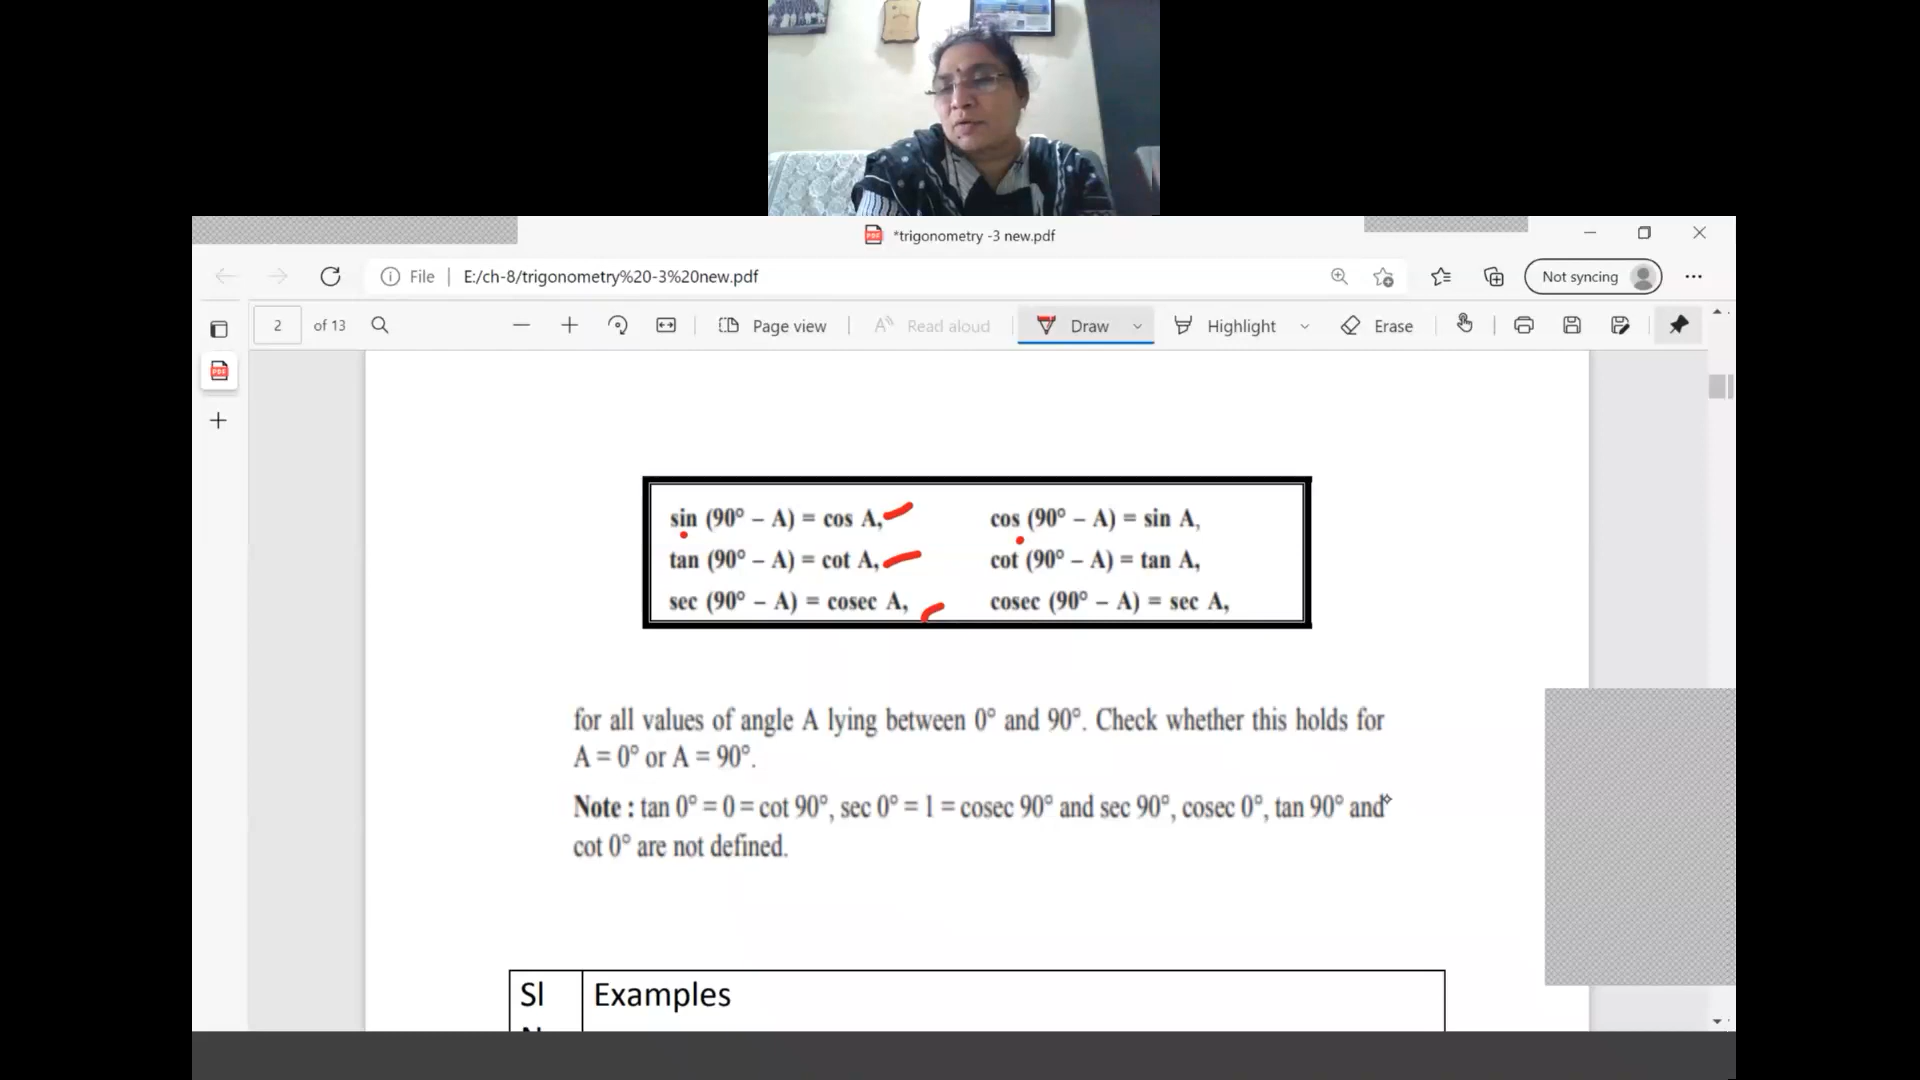 *trigonometry -3 new.pdf
File | E:/ch-8/trigonometry%20-3%20new.pdf
Not syncing
2 of 13
Page view
Read aloud
Draw
Highlight
Erase
sin (90° – A) = cos A, cos (90° – A) = sin A,
tan (90° – A) = cot A, cot (90° – A) = tan A,
sec (90° – A) = cosec A, cosec (90° – A) = sec A,
for all values of angle A lying between 0° and 90°. Check whether this holds for
A = 0° or A = 90°.
Note : tan 0° = 0 = cot 90°, sec 0° = 1 = cosec 90° and sec 90°, cosec 0°, tan 90° and
cot 0° are not defined.
Sl Examples